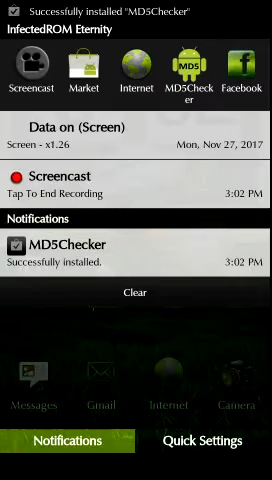 Successfully installed "MD5Checker"
InfectedROM Eternity
Screencast Market Internet MD5Check Facebook
MD5
er
Data on (Screen)
Screen - x1.26 Mon, Nov 27, 2017
Screencast
Tap To End Recording 3:02 PM
Notifications
MD5Checker
Successfully installed. 3:02 PM
Clear
Messages Gmail Internet Camera
Notifications Quick Settings